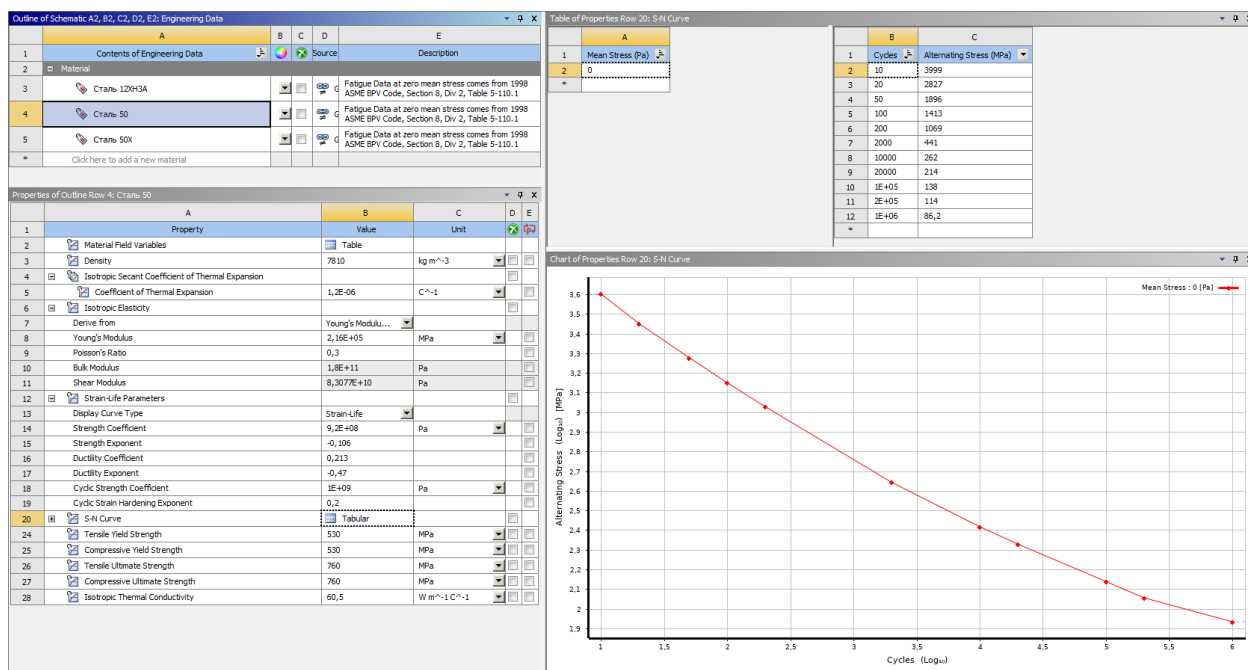 Outline of Schematic A2, B2, C2, D2, E2: Engineering Data
A B C D E
1 Contents of Engineering Data Source Description
2 Material
3 Сталь 12ХН3А Fatigue Data at zero mean stress comes from 1998 ASME BPV Code, Section 8, Div 2, Table 5-110.1
4 Сталь 50 Fatigue Data at zero mean stress comes from 1998 ASME BPV Code, Section 8, Div 2, Table 5-110.1
5 Сталь 50Х Fatigue Data at zero mean stress comes from 1998 ASME BPV Code, Section 8, Div 2, Table 5-110.1
* Click here to add a new material
Properties of Outline Row 4: Сталь 50
A B C D E
1 Property Value Unit
2 Material Field Variables Table
3 Density 7810 kg m^-3
4 Isotropic Secant Coefficient of Thermal Expansion
5 Coefficient of Thermal Expansion 1,2E-06 C^-1
6 Isotropic Elasticity
7 Derive from Young's Modulu...
8 Young's Modulus 2,16E+05 MPa
9 Poisson's Ratio 0,3
10 Bulk Modulus 1,8E+11 Pa
11 Shear Modulus 8,3077E+10 Pa
12 Strain-Life Parameters
13 Display Curve Type Strain-Life
14 Strength Coefficient 9,2E+08 Pa
15 Strength Exponent -0,106
16 Ductility Coefficient 0,213
17 Ductility Exponent -0,47
18 Cyclic Strength Coefficient 1E+09 Pa
19 Cyclic Strain Hardening Exponent 0,2
20 S-N Curve Tabular
24 Tensile Yield Strength 530 MPa
25 Compressive Yield Strength 530 MPa
26 Tensile Ultimate Strength 760 MPa
27 Compressive Ultimate Strength 760 MPa
28 Isotropic Thermal Conductivity 60,5 W m^-1 C^-1
Table of Properties Row 20: S-N Curve
A
1 Mean Stress (Pa)
2 0
*
B C
1 Cycles Alternating Stress (MPa)
2 10 3999
3 20 2827
4 50 1896
5 100 1413
6 200 1069
7 2000 441
8 10000 262
9 20000 214
10 1E+05 138
11 2E+05 114
12 1E+06 86,2
*
Chart of Properties Row 20: S-N Curve
Mean Stress : 0 [Pa]
Alternating Stress (Log₁₀) [MPa]
3,6
3,5
3,4
3,3
3,2
3,1
3
2,9
2,8
2,7
2,6
2,5
2,4
2,3
2,2
2,1
2
1,9
1 1,5 2 2,5 3 3,5 4 4,5 5 5,5 6
Cycles (Log₁₀)